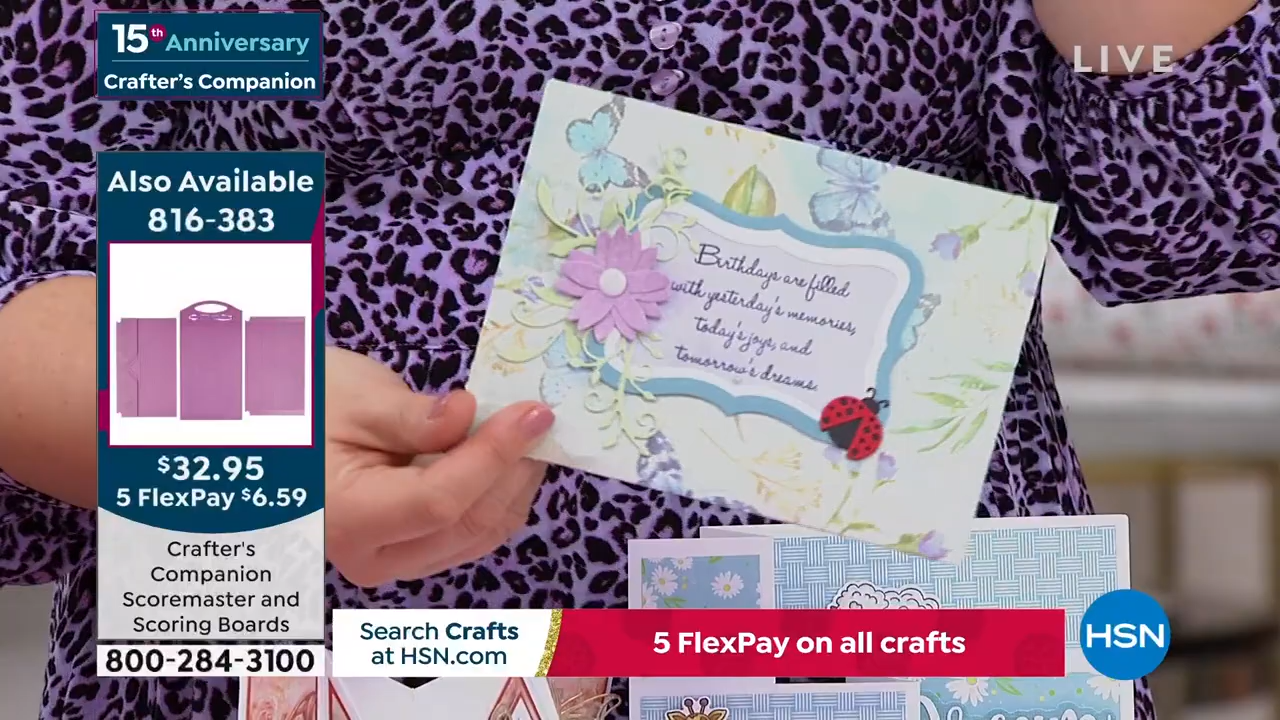 15th Anniversary
Crafter's Companion
LIVE
Also Available
816-383
$32.95
5 FlexPay $6.59
Crafter's
Companion
Scoremaster and
Scoring Boards
800-284-3100
Birthdays are filled
with yesterday's memories,
today's joys, and
tomorrow's dreams.
Search Crafts
at HSN.com
5 FlexPay on all crafts
HSN